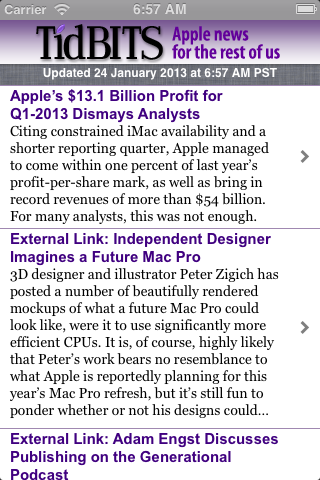 Carrier 6:57 AM
TidBITS Apple news
for the rest of us
Updated 24 January 2013 at 6:57 AM PST
Apple's $13.1 Billion Profit for
Q1-2013 Dismays Analysts
Citing constrained iMac availability and a
shorter reporting quarter, Apple managed
to come within one percent of last year's
profit-per-share mark, as well as bring in
record revenues of more than $54 billion.
For many analysts, this was not enough.
External Link: Independent Designer
Imagines a Future Mac Pro
3D designer and illustrator Peter Zigich has
posted a number of beautifully rendered
mockups of what a future Mac Pro could
look like, were it to use significantly more
efficient CPUs. It is, of course, highly likely
that Peter's work bears no resemblance to
what Apple is reportedly planning for this
year's Mac Pro refresh, but it's still fun to
ponder whether or not his designs could...
External Link: Adam Engst Discusses
Publishing on the Generational
Podcast